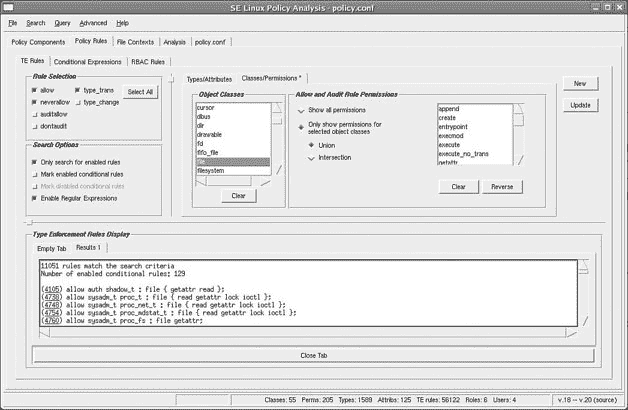 SE Linux Policy Analysis - policy.conf
File Search Query Advanced Help
Policy Components Policy Rules File Contexts Analysis policy.conf
TE Rules Conditional Expressions RBAC Rules
Rule Selection
allow type_trans Select All
neverallow type_change
auditallow
dontaudit
Search Options
Only search for enabled rules
Mark enabled conditional rules
Mark disabled conditional rules
Enable Regular Expressions
Types/Attributes Classes/Permissions *
Object Classes
cursor
dbus
dir
drawable
fd
fifo_file
file
filesystem
Clear
Allow and Audit Rule Permissions
Show all permissions
Only show permissions for
selected object classes
Union
Intersection
append
create
entrypoint
execmod
execute
execute_no_trans
getattr
Clear Reverse
New
Update
Type Enforcement Rules Display
Empty Tab Results 1
11051 rules match the search criteria
Number of enabled conditional rules: 129
(4105) allow auth shadow_t : file { getattr read };
(4738) allow sysadm_t proc_t : file { read getattr lock ioctl };
(4748) allow sysadm_t proc_net_t : file { read getattr lock ioctl };
(4754) allow sysadm_t proc_mdstat_t : file { read getattr lock ioctl };
(4760) allow sysadm_t proc_fs : file getattr;
Close Tab
Classes: 55 Perms: 205 Types: 1589 Attribs: 125 TE rules: 56122 Roles: 6 Users: 4 v.18 -- v.20 (source)